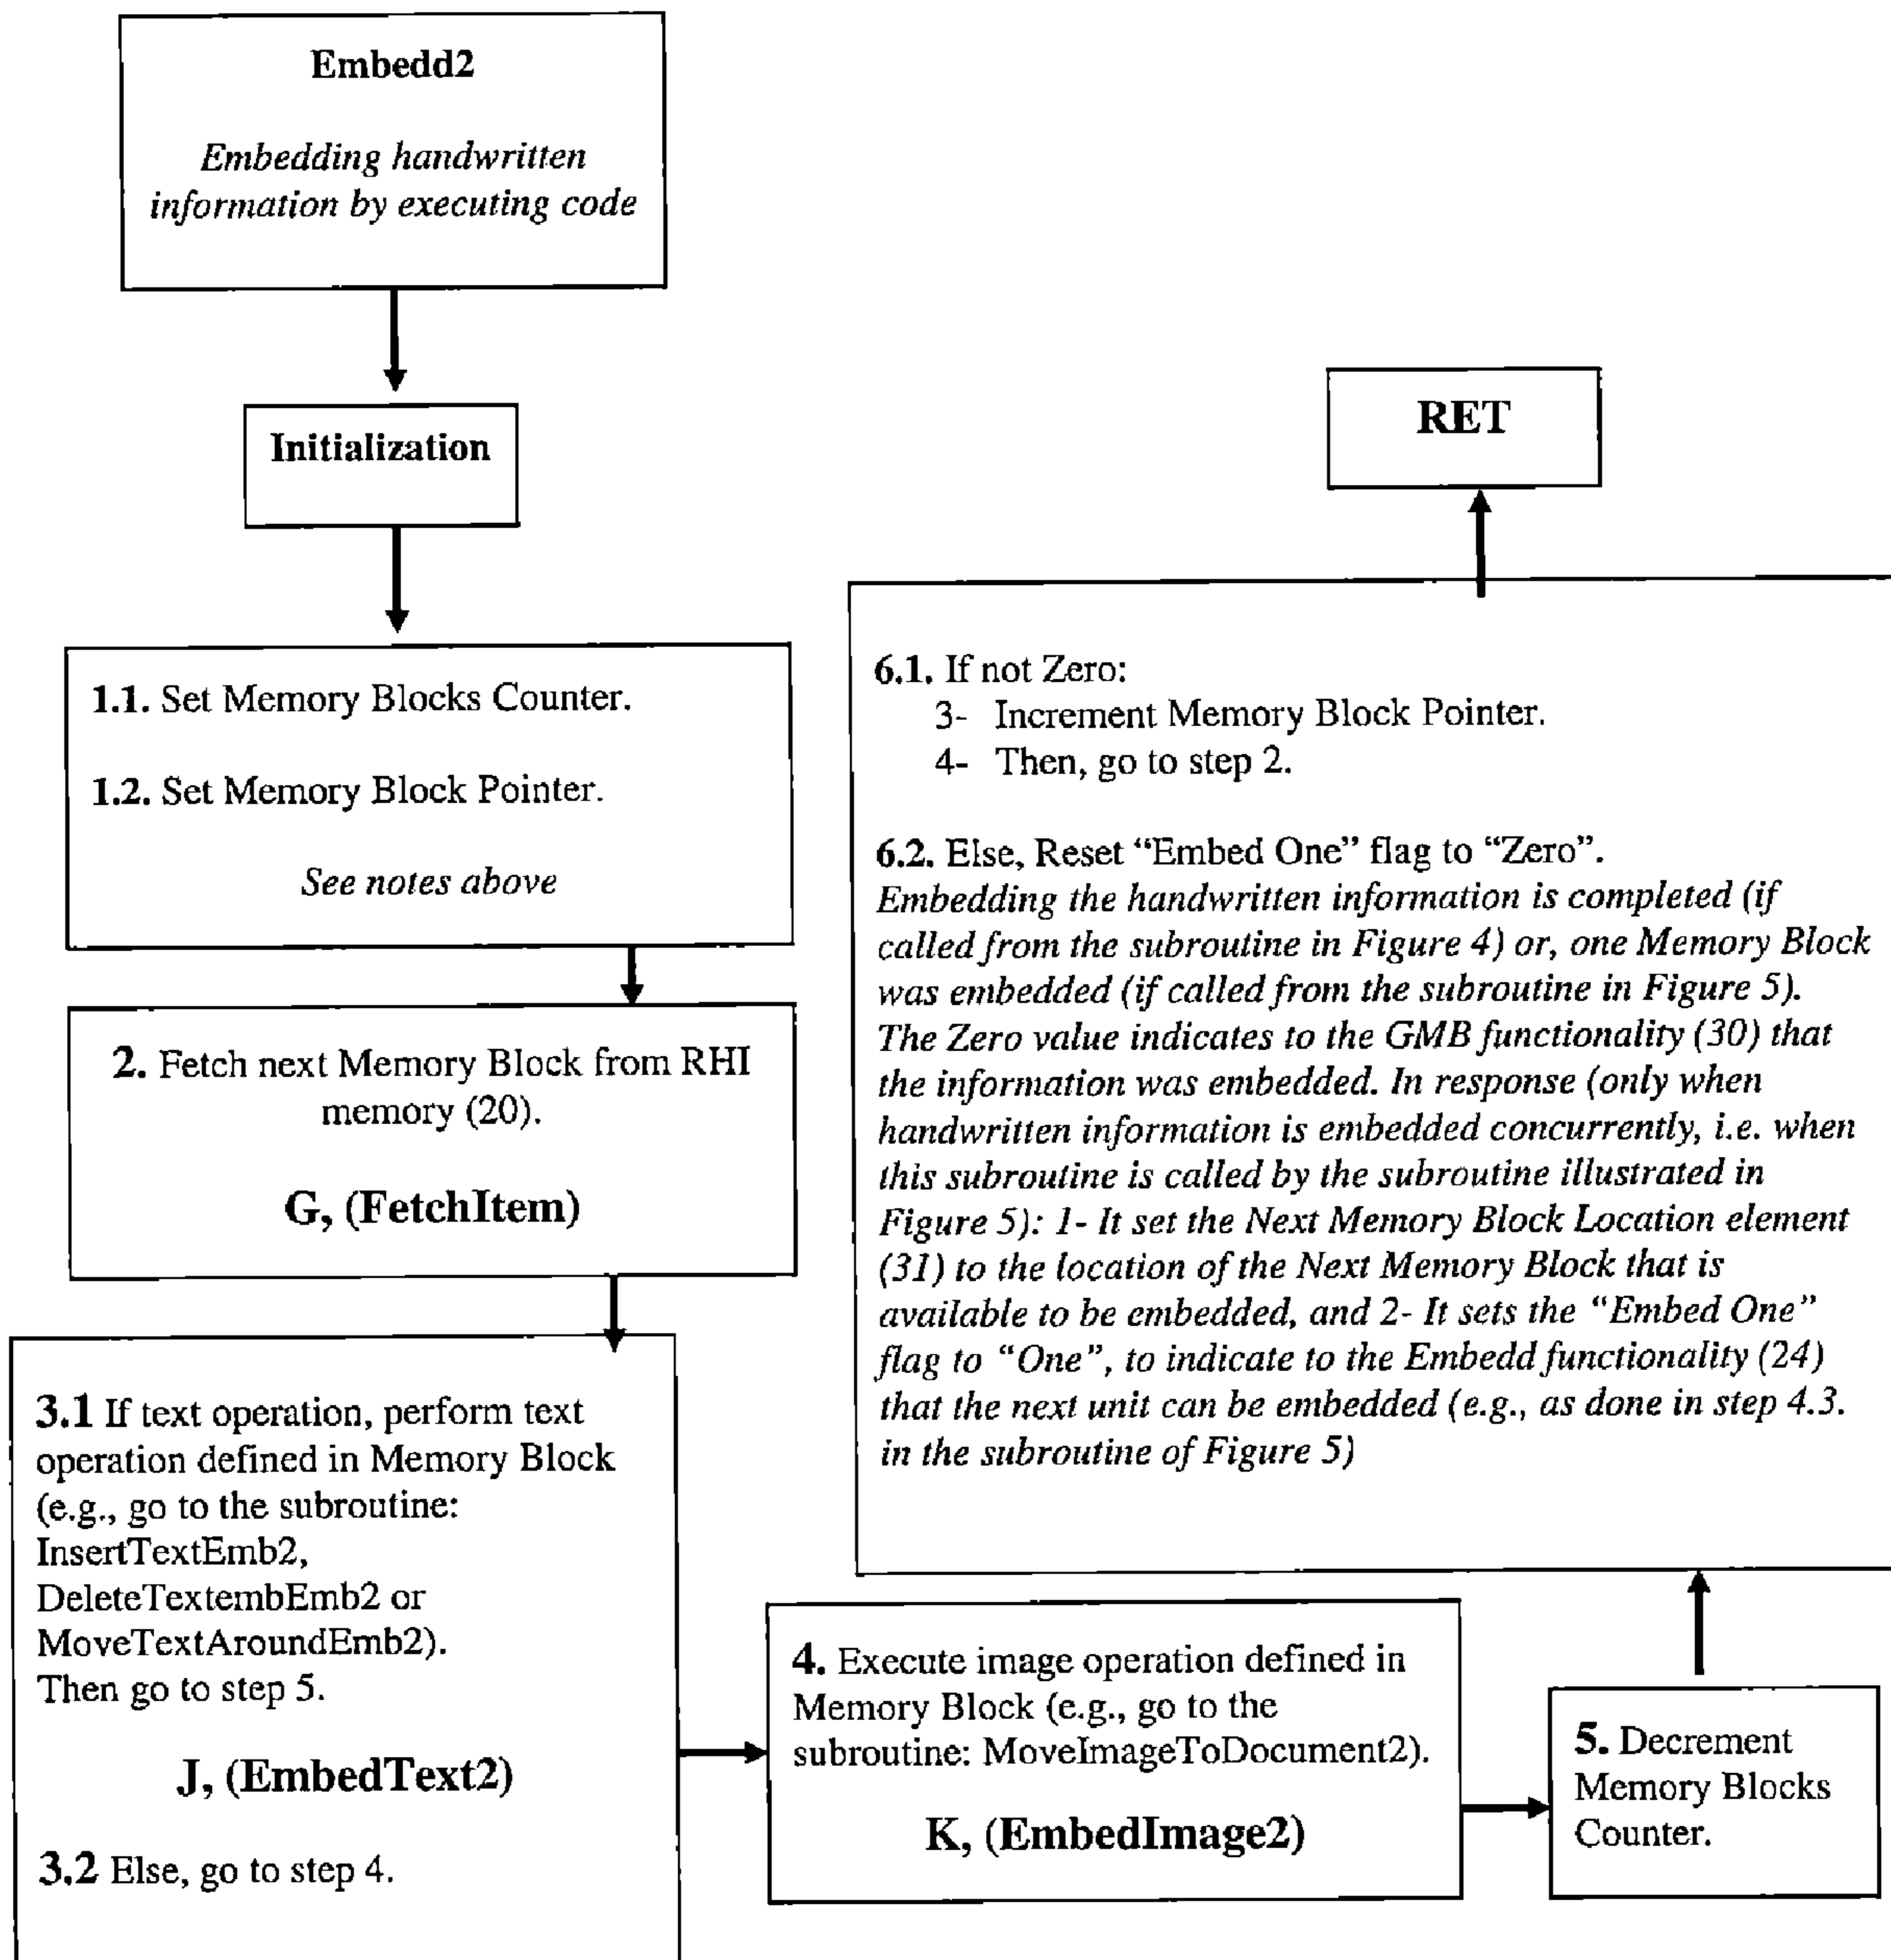 Embedd2
Embedding handwritten
information by executing code
Initialization
1.1. Set Memory Blocks Counter.
1.2. Set Memory Block Pointer.
See notes above
2. Fetch next Memory Block from RHI
memory (20).
G, (FetchItem)
3.1 If text operation, perform text
operation defined in Memory Block
(e.g., go to the subroutine:
InsertTextEmb2,
DeleteTextembEmb2 or
MoveTextAroundEmb2).
Then go to step 5.
J, (EmbedText2)
3.2 Else, go to step 4.
4. Execute image operation defined in
Memory Block (e.g., go to the
subroutine: MoveImageToDocument2).
K, (EmbedImage2)
5. Decrement
Memory Blocks
Counter.
6.1. If not Zero:
3- Increment Memory Block Pointer.
4- Then, go to step 2.
6.2. Else, Reset “Embed One” flag to “Zero”.
Embedding the handwritten information is completed (if
called from the subroutine in Figure 4) or, one Memory Block
was embedded (if called from the subroutine in Figure 5).
The Zero value indicates to the GMB functionality (30) that
the information was embedded. In response (only when
handwritten information is embedded concurrently, i.e. when
this subroutine is called by the subroutine illustrated in
Figure 5): 1- It set the Next Memory Block Location element
(31) to the location of the Next Memory Block that is
available to be embedded, and 2- It sets the “Embed One”
flag to “One”, to indicate to the Embedd functionality (24)
that the next unit can be embedded (e.g., as done in step 4.3.
in the subroutine of Figure 5)
RET